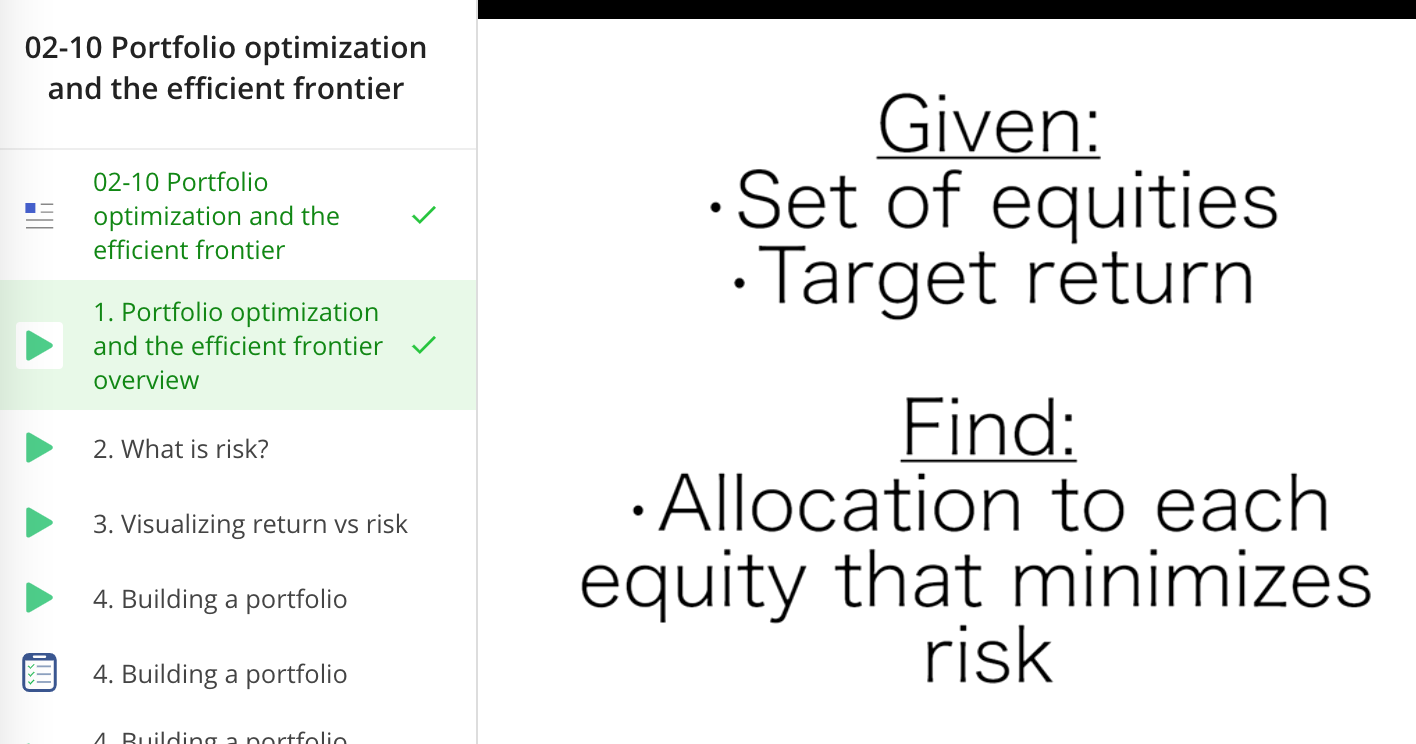 02-10 Portfolio optimization
and the efficient frontier
02-10 Portfolio
optimization and the
efficient frontier
1. Portfolio optimization
and the efficient frontier
overview
2. What is risk?
3. Visualizing return vs risk
4. Building a portfolio
4. Building a portfolio
4. Building a portfolio
Given:
•Set of equities
•Target return
Find:
•Allocation to each
equity that minimizes
risk